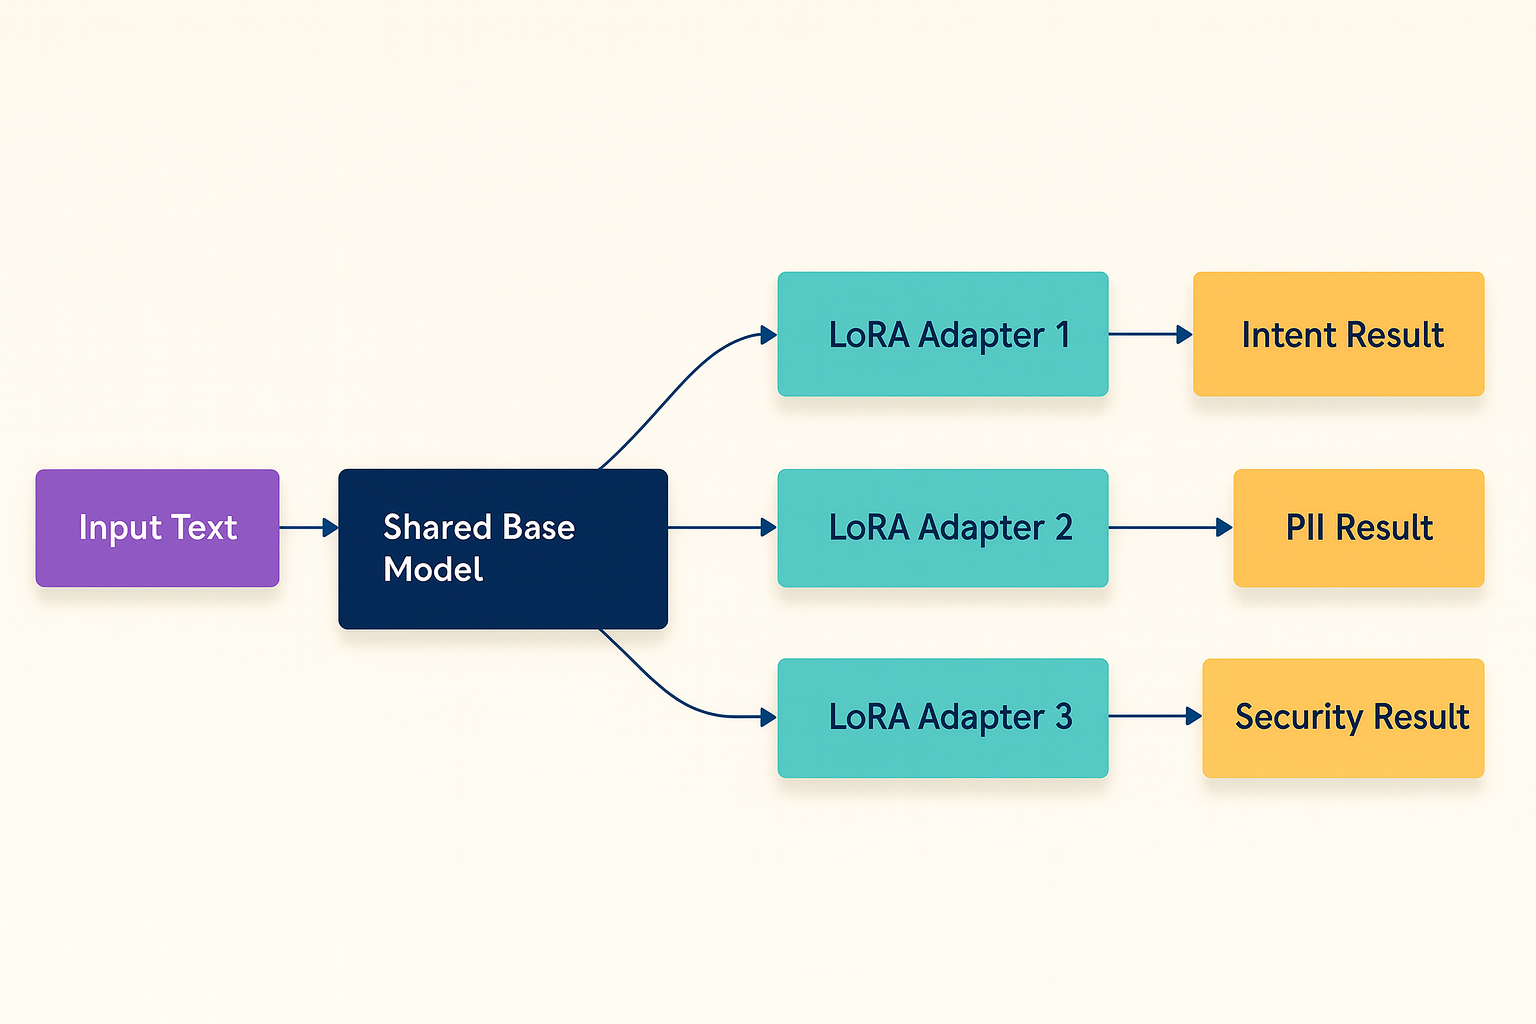 Input Text
Shared Base
Model
LoRA Adapter 1
Intent Result
LoRA Adapter 2
PII Result
LoRA Adapter 3
Security Result